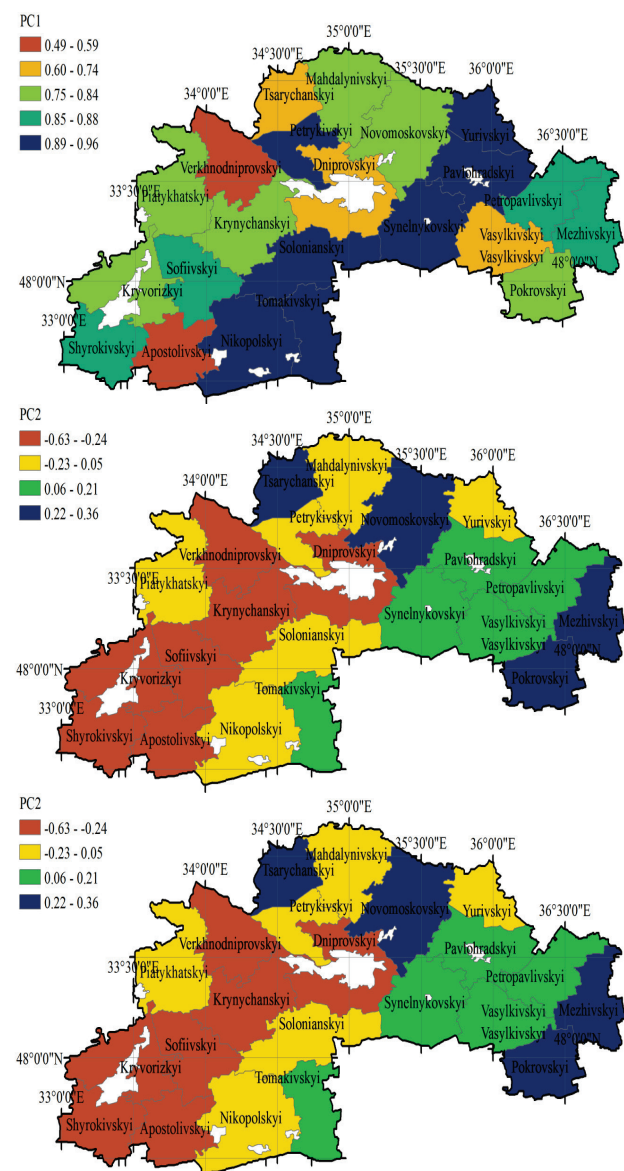 PC1
0.49 - 0.59
0.60 - 0.74
0.75 - 0.84
0.85 - 0.88
0.89 - 0.96
35°0'0"E
34°30'0"E
35°30'0"E
34°0'0"E
36°0'0"E
36°30'0"E
33°30'0"E
48°0'0"N
33°0'0"E
48°0'0"N
Mahdalynivskyi
Tsarychanskyi
Petrykivskyi
Novomoskovskyi
Yurivskyi
Verkhnodniprovskyi
Dniprovskyi
Pavlohradskyi
Piatykhatskyi
Petropavlivskyi
Krynychanskyi
Synelnykovskyi
Vasylkivskyi
Mezhivskyi
Solonianskyi
Vasylkivskyi
Sofiivskyi
Kryvorizkyi
Tomakivskyi
Pokrovskyi
Shyrokivskyi
Apostolivskyi
Nikopolskyi
PC2
-0.63 - -0.24
-0.23 - 0.05
0.06 - 0.21
0.22 - 0.36
35°0'0"E
34°30'0"E
35°30'0"E
34°0'0"E
36°0'0"E
36°30'0"E
33°30'0"E
48°0'0"N
33°0'0"E
48°0'0"N
Mahdalynivskyi
Tsarychanskyi
Petrykivskyi
Novomoskovskyi
Yurivskyi
Verkhnodniprovskyi
Dniprovskyi
Pavlohradskyi
Piatykhatskyi
Petropavlivskyi
Krynychanskyi
Synelnykovskyi
Vasylkivskyi
Mezhivskyi
Solonianskyi
Vasylkivskyi
Sofiivskyi
Kryvorizkyi
Tomakivskyi
Pokrovskyi
Shyrokivskyi
Apostolivskyi
Nikopolskyi
PC2
-0.63 - -0.24
-0.23 - 0.05
0.06 - 0.21
0.22 - 0.36
35°0'0"E
34°30'0"E
35°30'0"E
34°0'0"E
36°0'0"E
36°30'0"E
33°30'0"E
48°0'0"N
33°0'0"E
48°0'0"N
Mahdalynivskyi
Tsarychanskyi
Petrykivskyi
Novomoskovskyi
Yurivskyi
Verkhnodniprovskyi
Dniprovskyi
Pavlohradskyi
Piatykhatskyi
Petropavlivskyi
Krynychanskyi
Synelnykovskyi
Vasylkivskyi
Mezhivskyi
Solonianskyi
Vasylkivskyi
Sofiivskyi
Kryvorizkyi
Tomakivskyi
Pokrovskyi
Shyrokivskyi
Apostolivskyi
Nikopolskyi